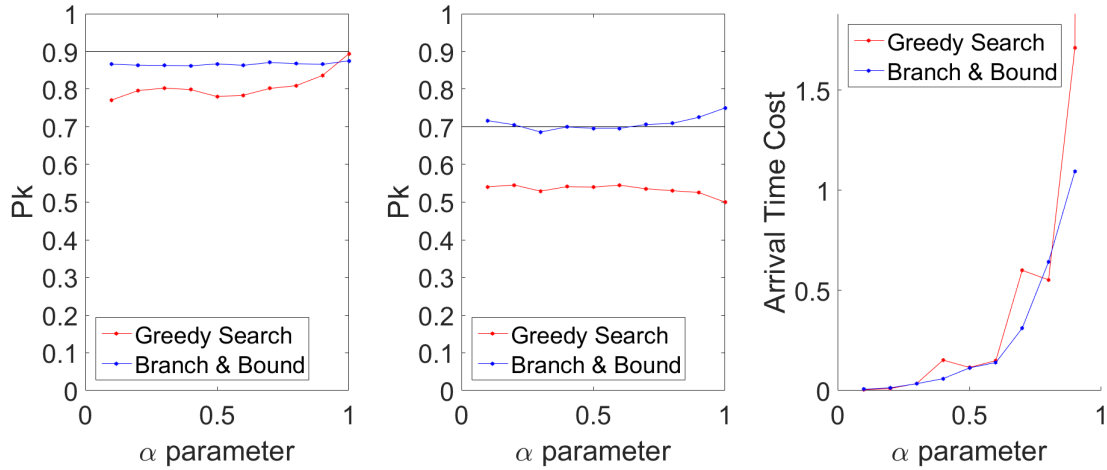 1
0.9
0.8
0.7
0.6
0.5
0.4
0.3
0.2
0.1
0
Pk
Greedy Search
Branch & Bound
0
0.5
1
α parameter
1
0.9
0.8
0.7
0.6
0.5
0.4
0.3
0.2
0.1
0
Pk
Greedy Search
Branch & Bound
0
0.5
1
α parameter
Greedy Search
Branch & Bound
1.5
1
0.5
0
Arrival Time Cost
0
0.5
1
α parameter